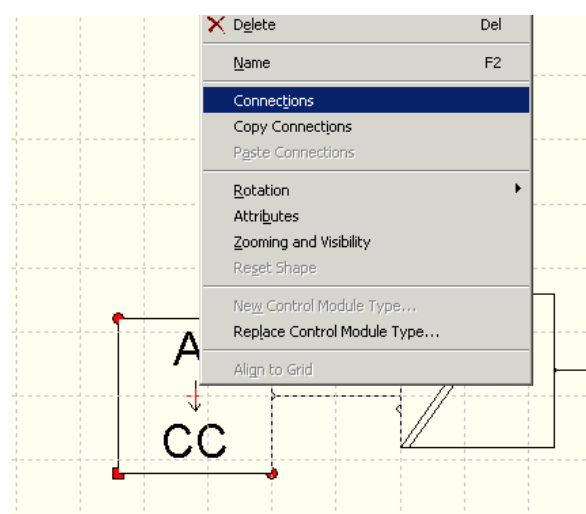 Delete Del
Name F2
Connections
Copy Connections
Paste Connections
Rotation
Attributes
Zooming and Visibility
Reset Shape
New Control Module Type...
Replace Control Module Type...
Align to Grid
A
CC